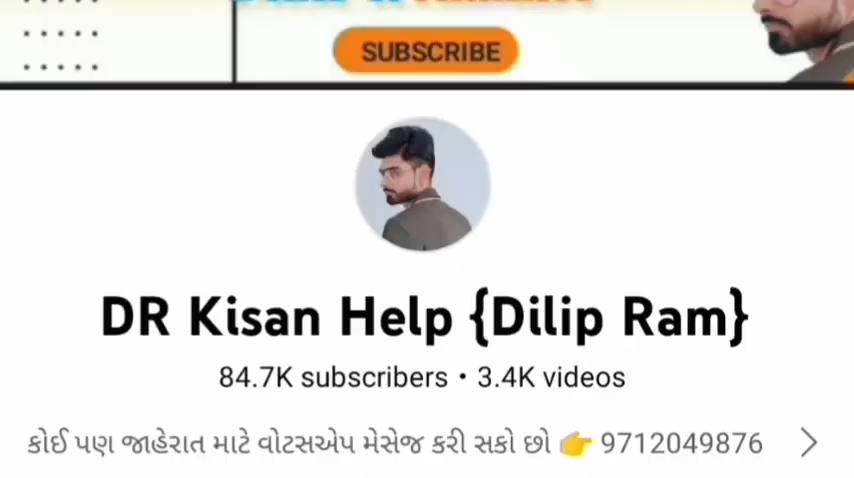 SUBSCRIBE
DR Kisan Help {Dilip Ram}
84.7K subscribers • 3.4K videos
કોઈ પણ જાહેરાત માટે વોટસએપ મેસેજ કરી સકો છો 👉 9712049876